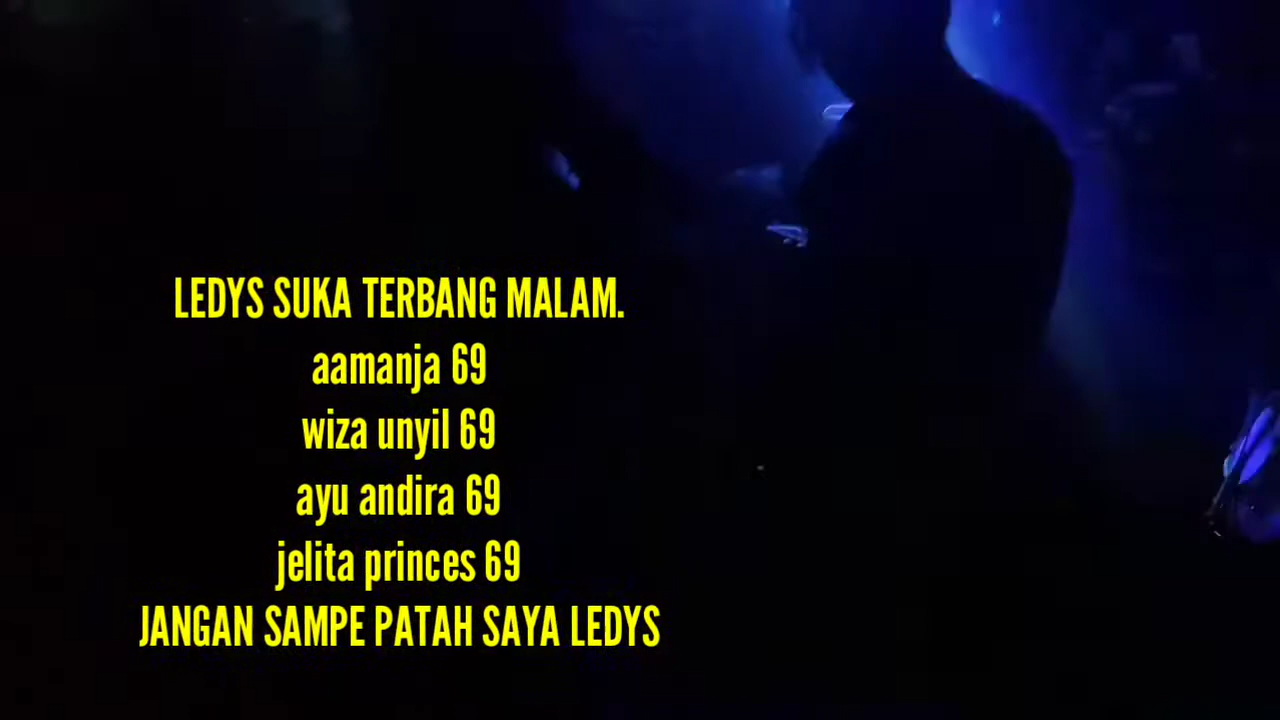 LEDYS SUKA TERBANG MALAM.
aamanja 69
wiza unyil 69
ayu andira 69
jelita princes 69
JANGAN SAMPE PATAH SAYA LEDYS